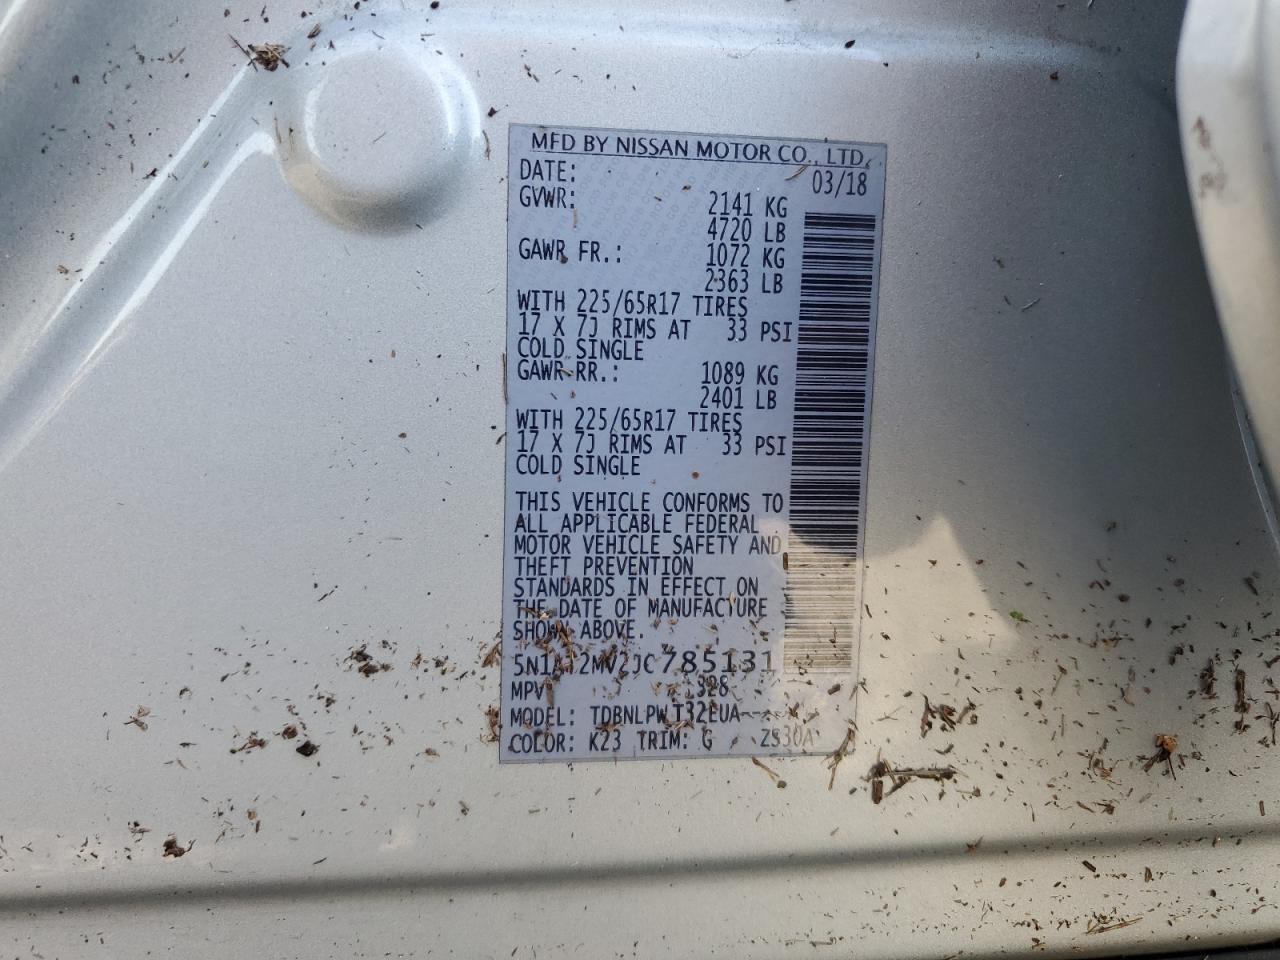 MFD BY NISSAN MOTOR CO., LTD.
DATE: 03/18
GVWR: 2141 KG
4720 LB
GAWR FR.: 1072 KG
2363 LB
WITH 225/65R17 TIRES
17 X 7J RIMS AT 33 PSI
COLD SINGLE
GAWR RR.: 1089 KG
2401 LB
WITH 225/65R17 TIRES
17 X 7J RIMS AT 33 PSI
COLD SINGLE
THIS VEHICLE CONFORMS TO
ALL APPLICABLE FEDERAL
MOTOR VEHICLE SAFETY AND
THEFT PREVENTION
STANDARDS IN EFFECT ON
THE DATE OF MANUFACTURE
SHOWN ABOVE.
5N1AT2MV2JC785131
MPV
MODEL:
COLOR: K23 TRIM: G